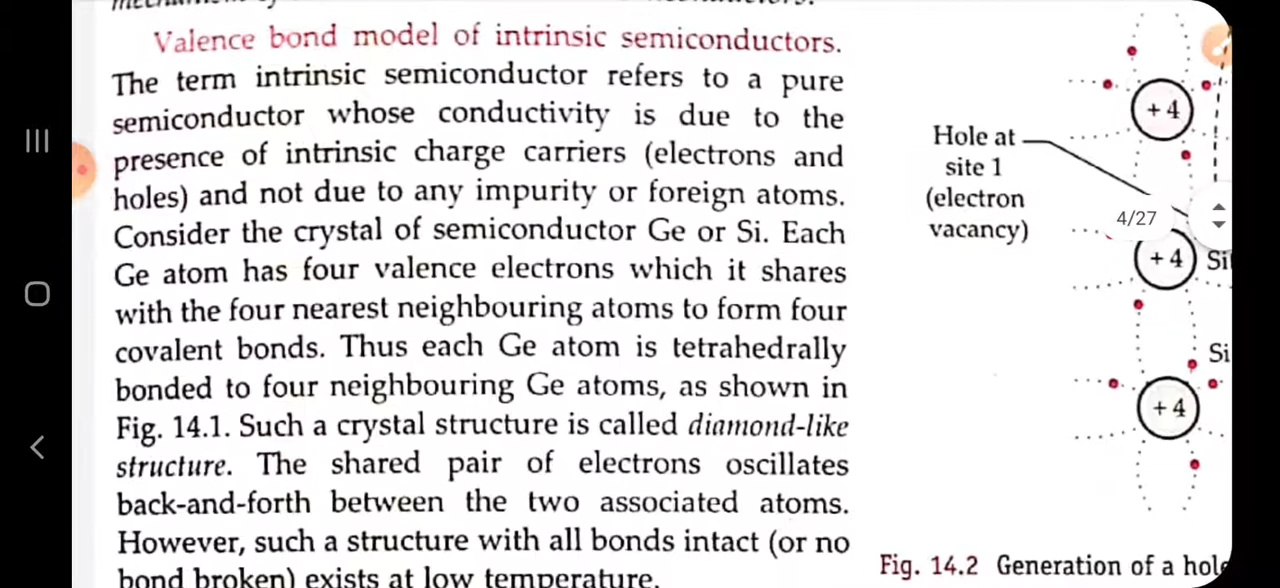 Valence bond model of intrinsic semiconductors.
The term intrinsic semiconductor refers to a pure
semiconductor whose conductivity is due to the
presence of intrinsic charge carriers (electrons and
holes) and not due to any impurity or foreign atoms.
Consider the crystal of semiconductor Ge or Si. Each
Ge atom has four valence electrons which it shares
with the four nearest neighbouring atoms to form four
covalent bonds. Thus each Ge atom is tetrahedrally
bonded to four neighbouring Ge atoms, as shown in
Fig. 14.1. Such a crystal structure is called diamond-like
structure. The shared pair of electrons oscillates
back-and-forth between the two associated atoms.
However, such a structure with all bonds intact (or no
bond broken) exists at low temperature.
+4
Hole at
site 1
(electron
vacancy)
4/27
+4
Si
Si
+4
Fig. 14.2 Generation of a hole